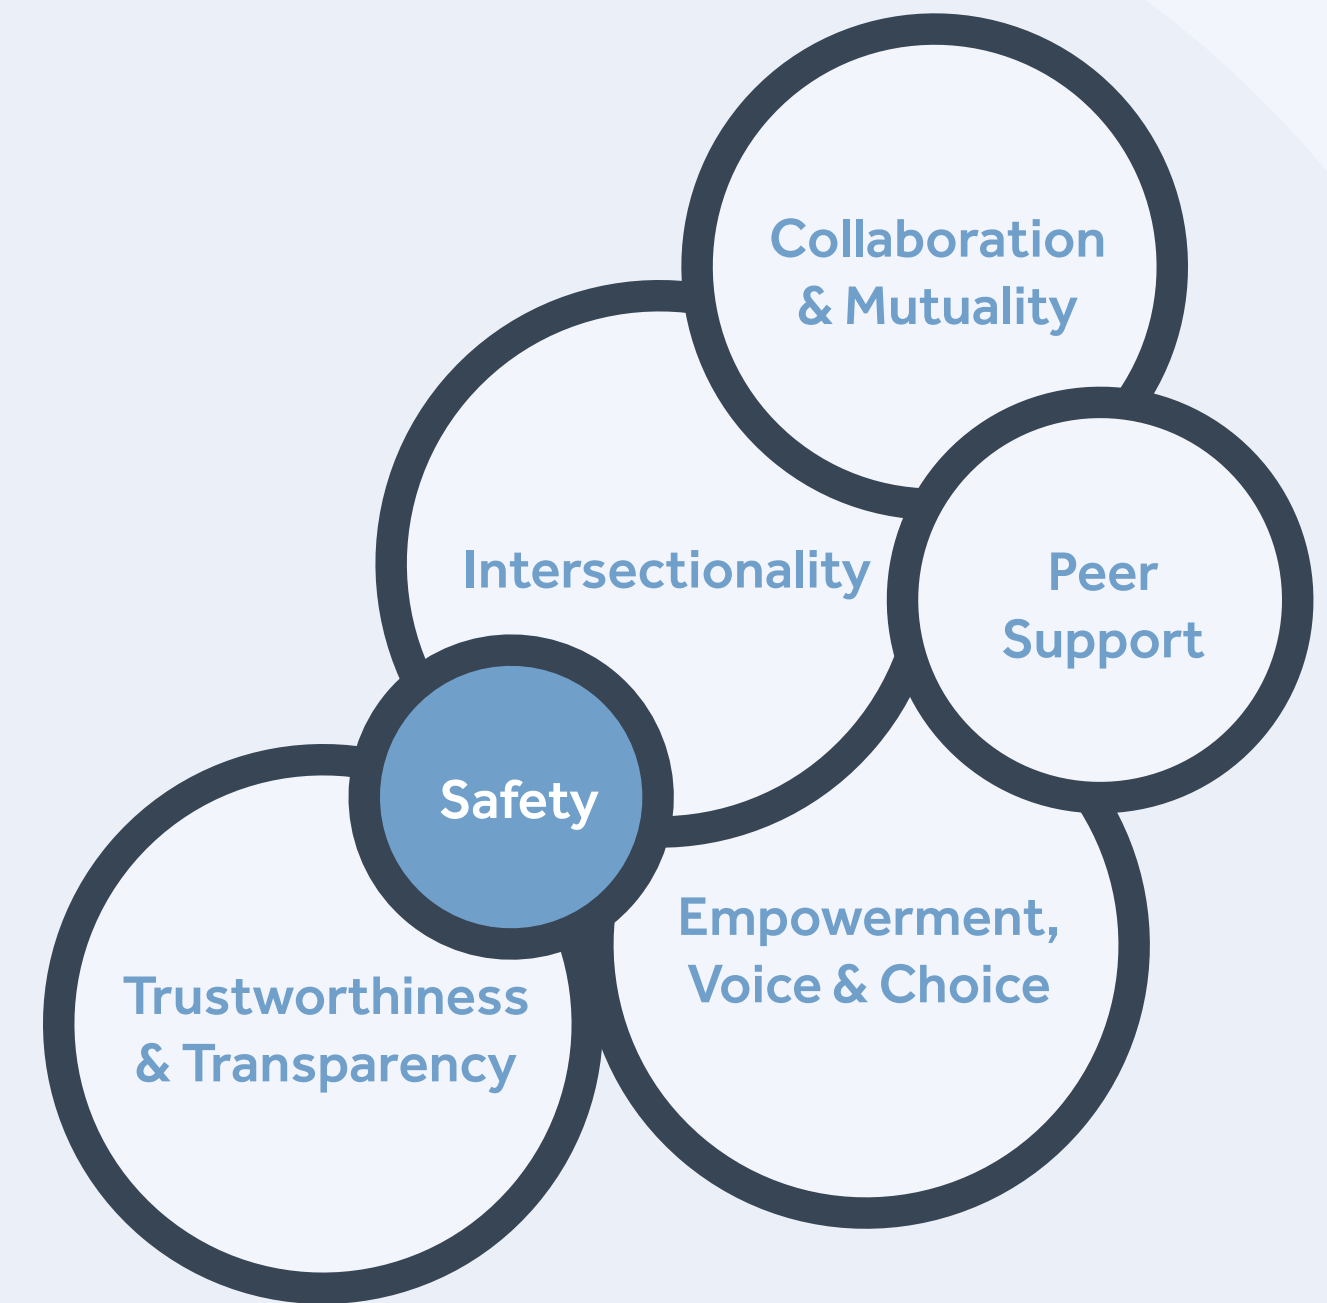 Collaboration
& Mutuality
Intersectionality
Peer
Support
Safety
Empowerment,
Voice & Choice
Trustworthiness
& Transparency